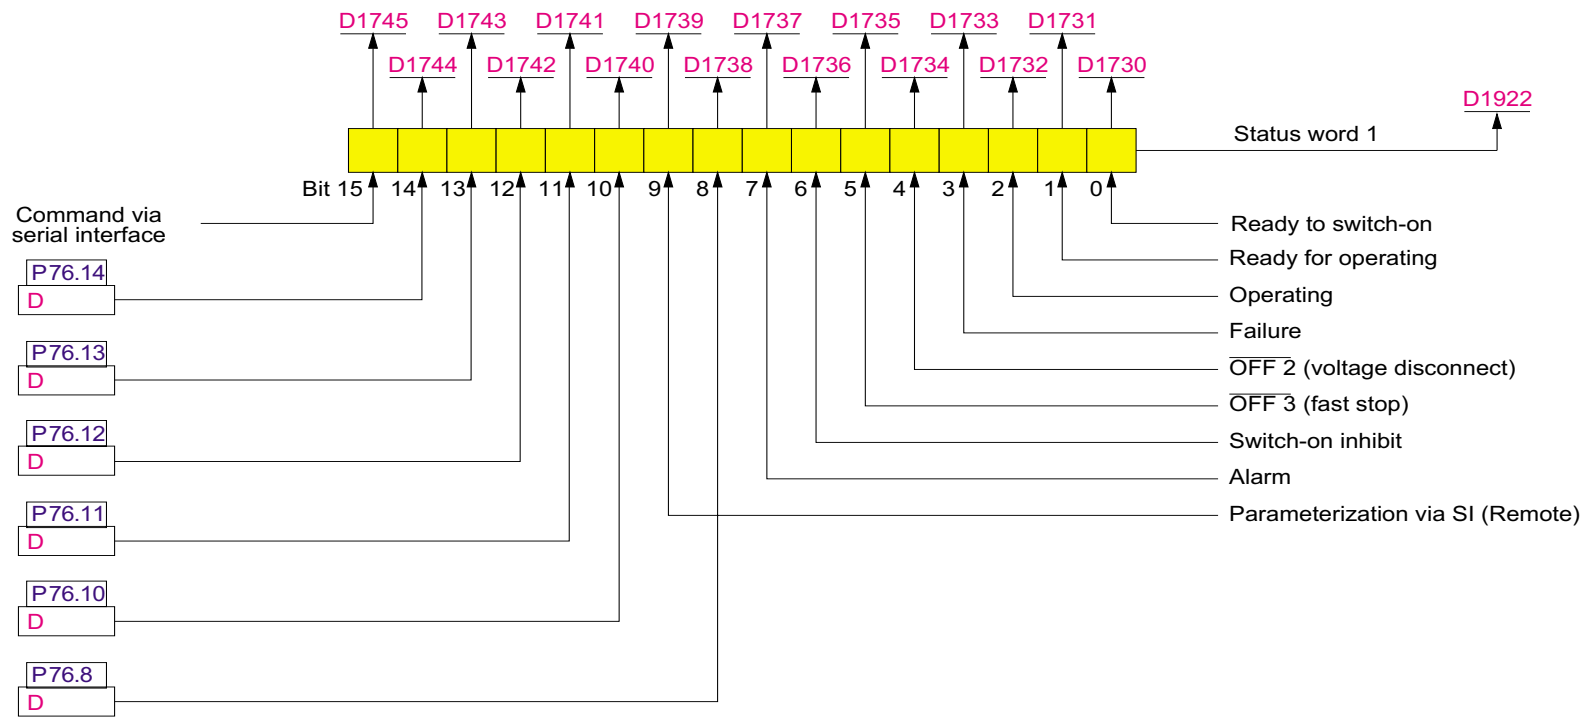 D1745 D1743 D1741 D1739 D1737 D1735 D1733 D1731
D1744 D1742 D1740 D1738 D1736 D1734 D1732 D1730
D1922
Status word 1
Bit 15 14 13 12 11 10 9 8 7 6 5 4 3 2 1 0
Command via
serial interface
Ready to switch-on
Ready for operating
P76.14
D
Operating
Failure
P76.13
D
OFF 2 (voltage disconnect)
OFF 3 (fast stop)
P76.12
D
Switch-on inhibit
Alarm
P76.11
D
Parameterization via SI (Remote)
P76.10
D
P76.8
D